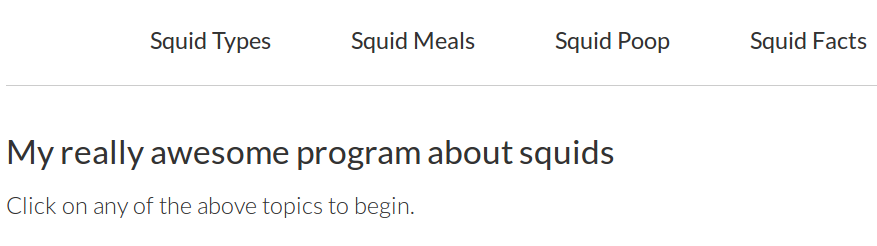 Squid Types Squid Meals Squid Poop Squid Facts
My really awesome program about squids
Click on any of the above topics to begin.